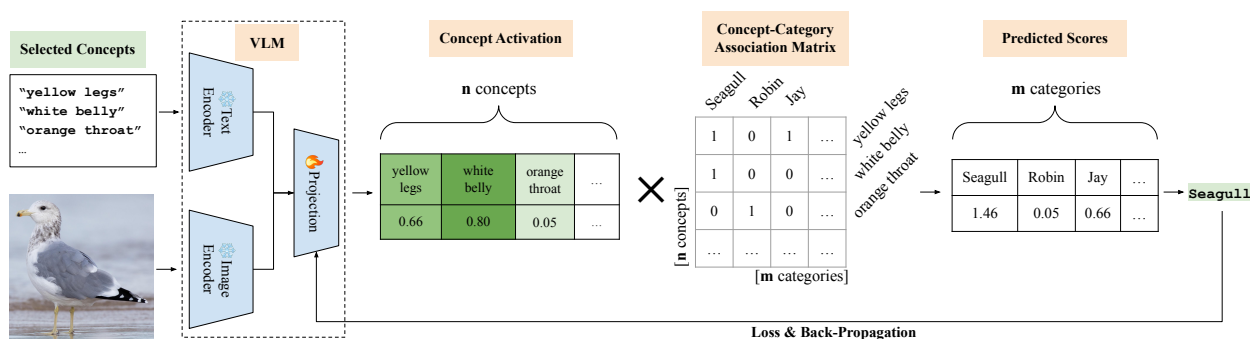 Selected Concepts
"yellow legs"
"white belly"
"orange throat"
…
VLM
Text Encoder
Image Encoder
Projection
Concept Activation
n concepts
yellow legs
white belly
orange throat
...
0.66
0.80
0.05
...
Concept-Category
Association Matrix
Seagull
Robin
Jay
1 0 1 …
1 0 0 …
0 1 0 …
… … … …
yellow legs
white belly
orange throat
[n concepts]
[m categories]
Predicted Scores
m categories
Seagull Robin Jay …
1.46 0.05 0.66 …
Seagull
Loss & Back-Propagation